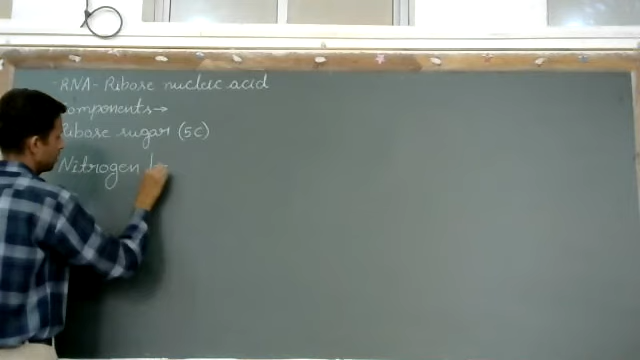 RNA - Ribose nucleic acid
Components →
Ribose sugar (5C)
Nitrogen